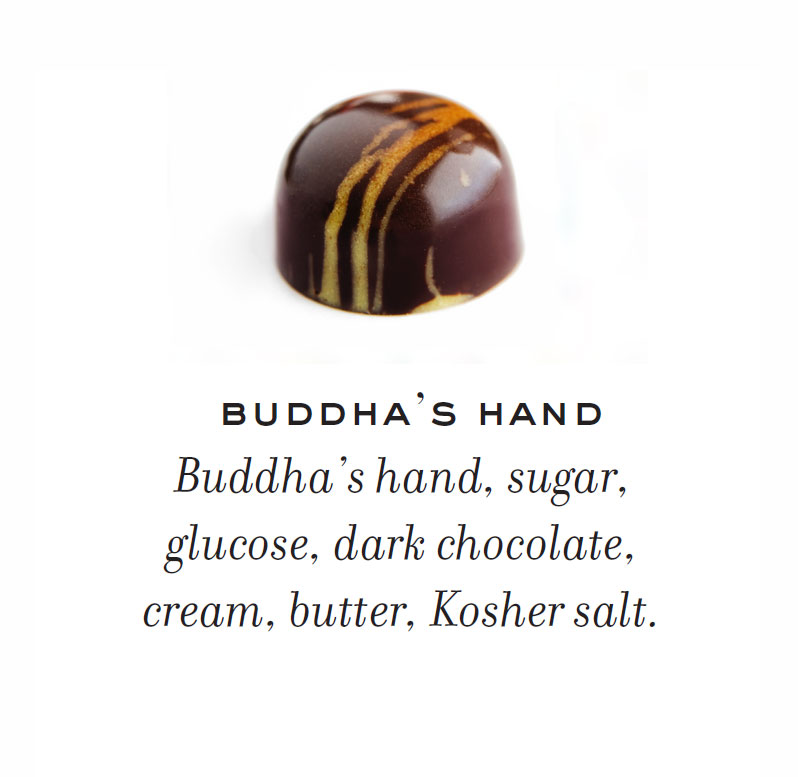 BUDDHA’S HAND
Buddha’s hand, sugar,
glucose, dark chocolate,
cream, butter, Kosher salt.